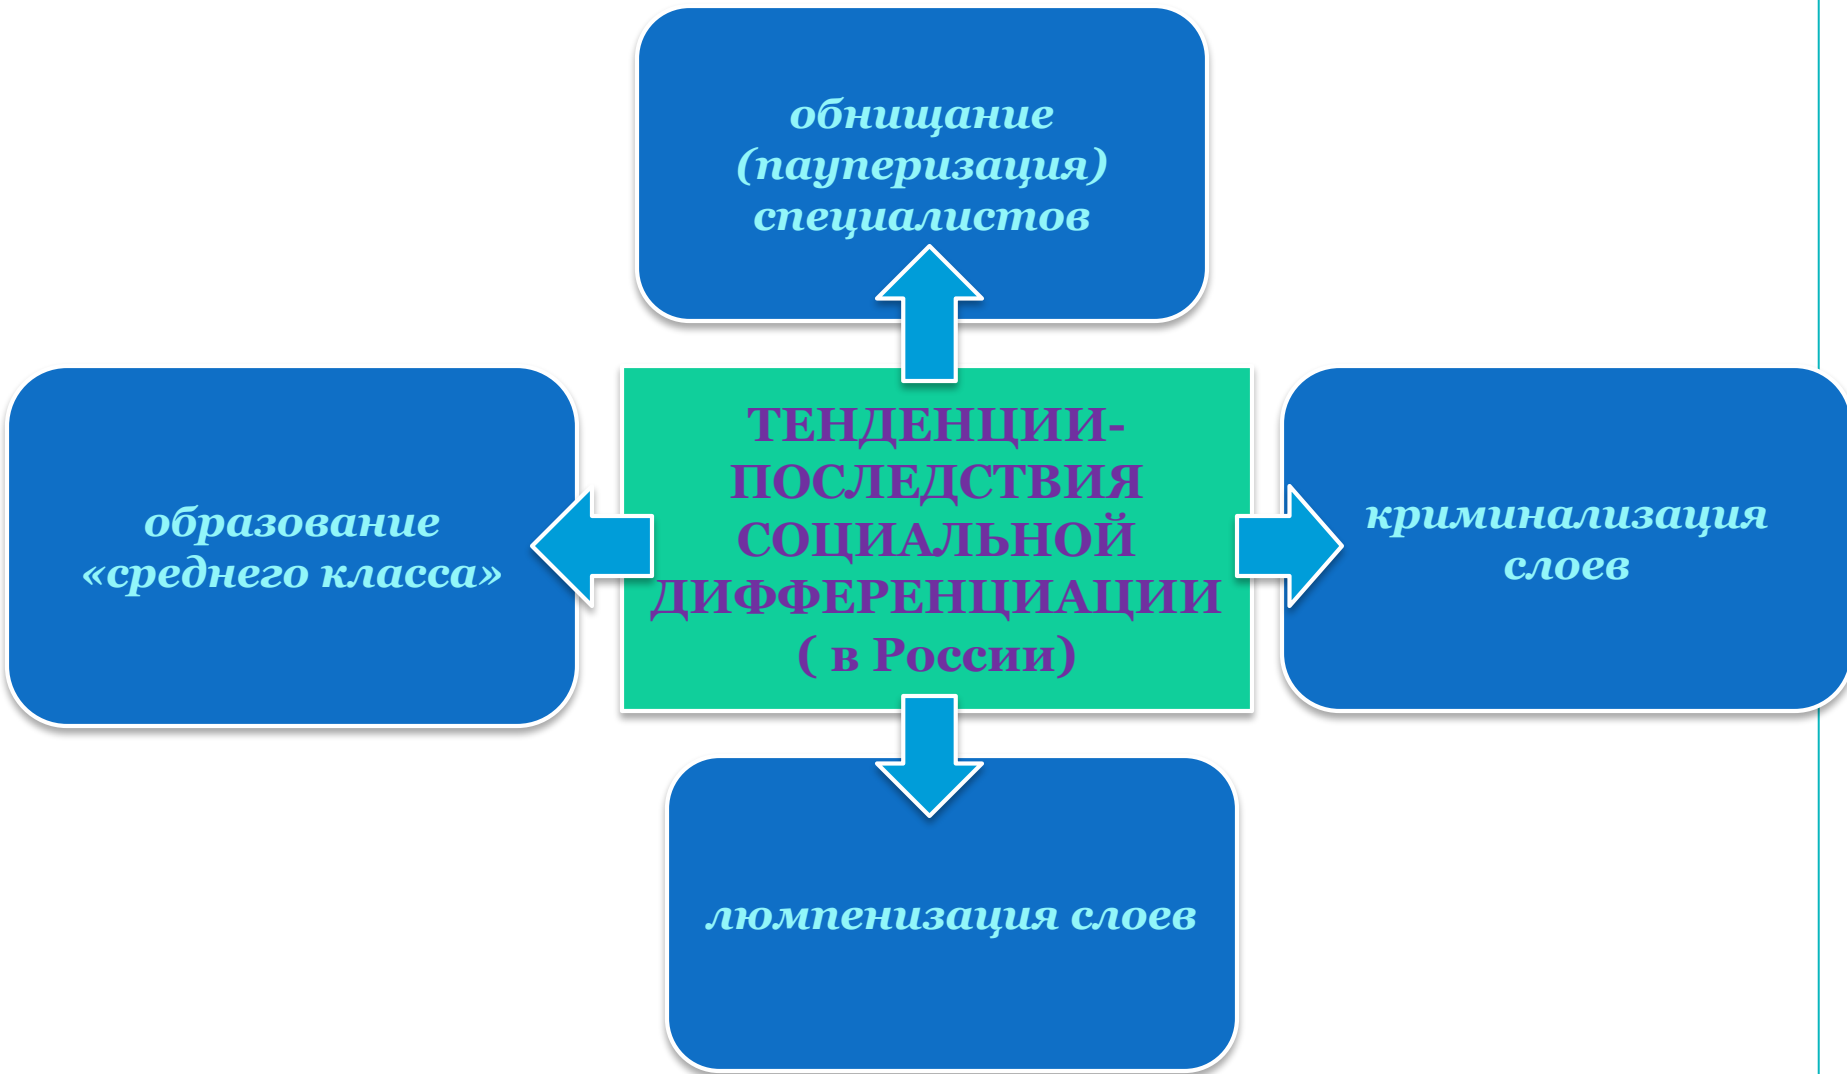 обнищание
(пауперизация)
специалистов
образование
«среднего класса»
ТЕНДЕНЦИИ-
ПОСЛЕДСТВИЯ
СОЦИАЛЬНОЙ
ДИФФЕРЕНЦИАЦИИ
( в России)
криминализация
слоев
люмпенизация слоев